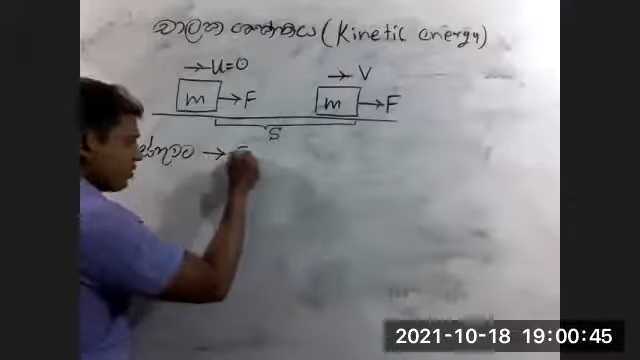 චාලක ශක්තිය (Kinetic energy)
→ U=0
→ V
m → F
m → F
S
→
2021-10-18 19:00:45